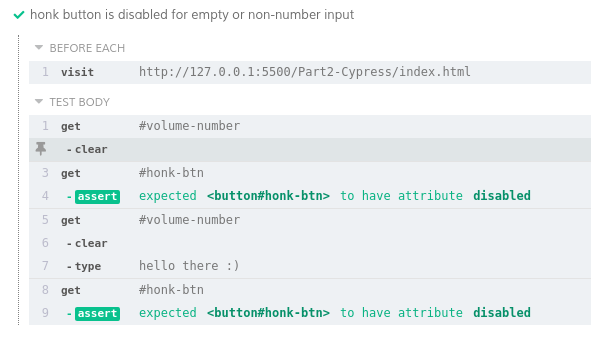 honk button is disabled for empty or non-number input
BEFORE EACH
1 visit http://127.0.0.1:5500/Part2-Cypress/index.html
TEST BODY
1 get #volume-number
-clear
3 get #honk-btn
4 -assert expected <button#honk-btn> to have attribute disabled
5 get #volume-number
6 -clear
7 -type hello there :)
8 get #honk-btn
9 -assert expected <button#honk-btn> to have attribute disabled